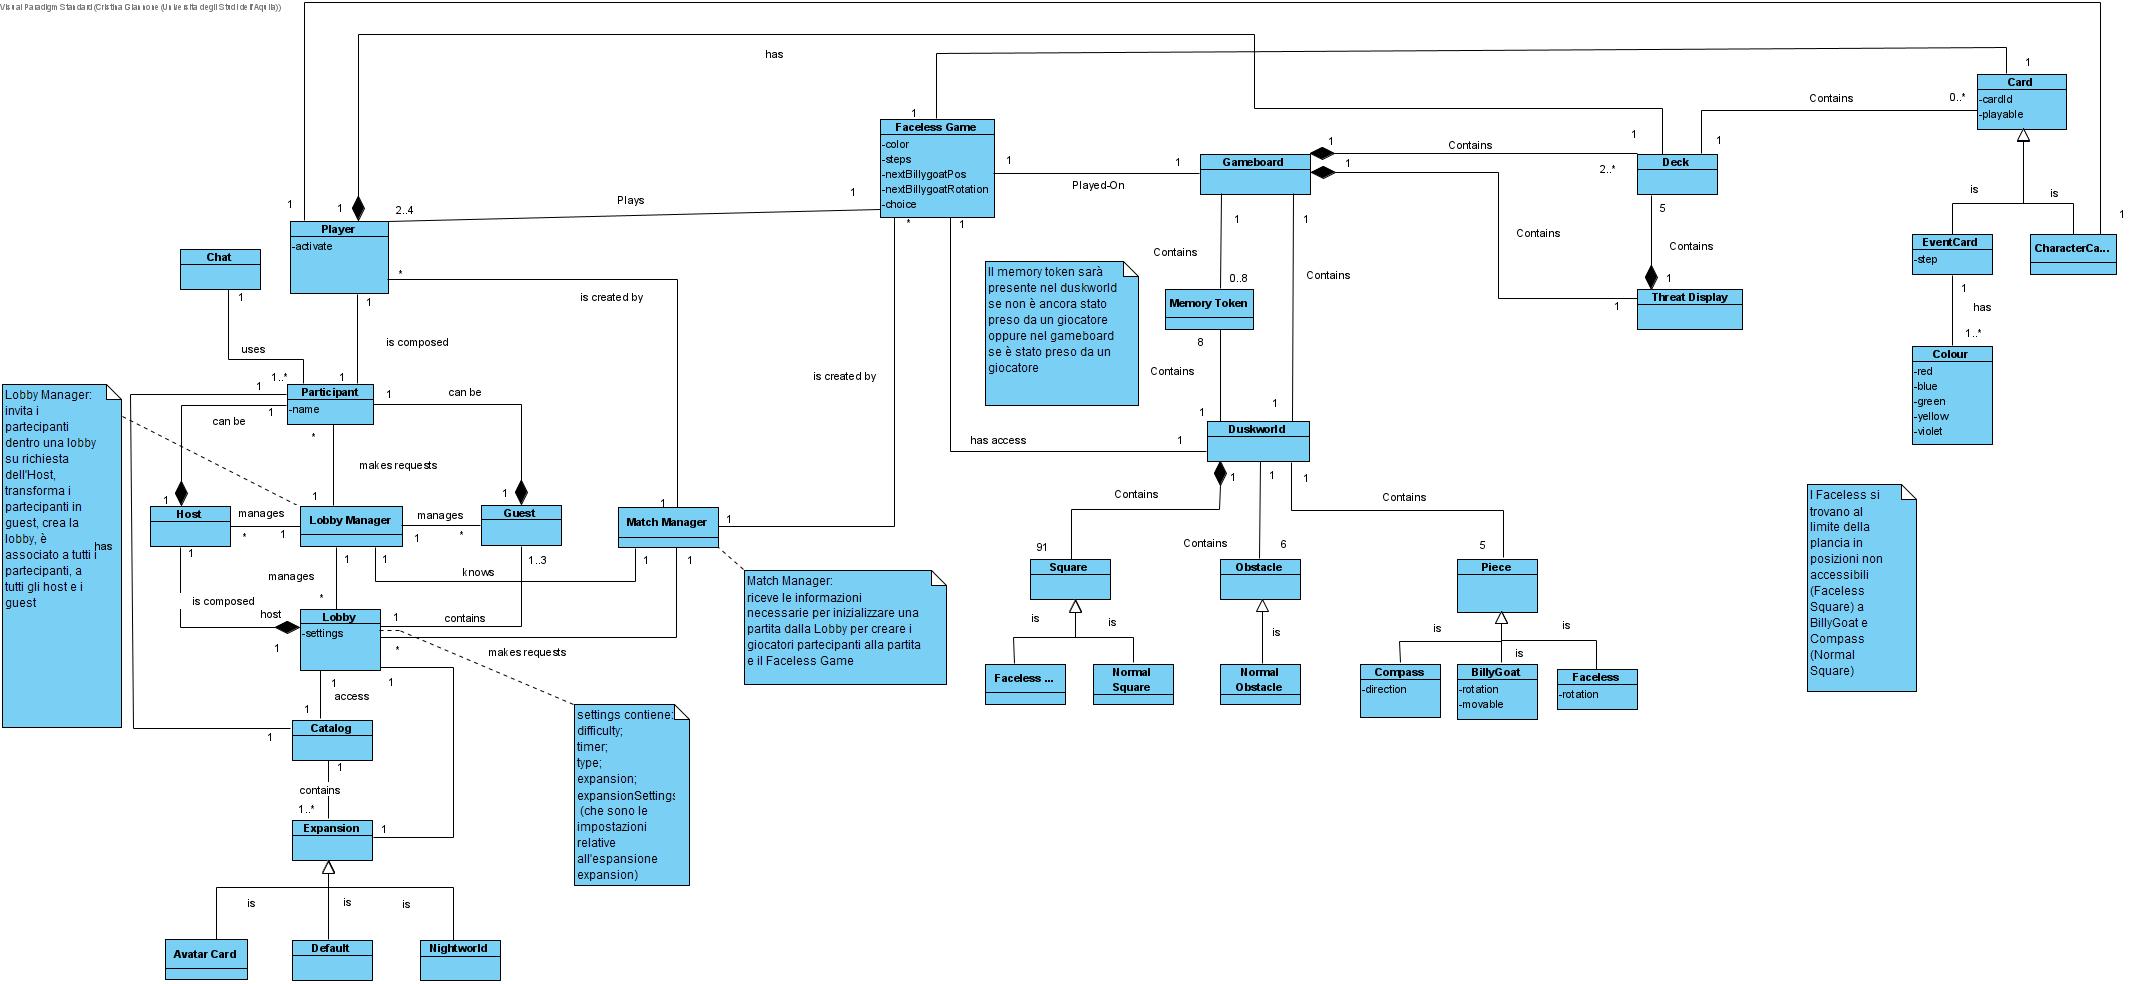 Visual Paradigm Standard (Cristina Giannone (Universita degli Studi dell'Aquila))
has
1
Card
-cardId
-playable
Contains
0..*
1
1
Faceless Game
-color
-steps
-nextBillygoatPos
-nextBillygoatRotation
-choice
1
1
Played-On
Gameboard
1
Contains
1
1
2..*
Deck
5
Contains
1
Contains
Threat Display
1
is
is
1
EventCard
-step
CharacterCa...
1
has
1..*
Colour
-red
-blue
-green
-yellow
-violet
1
1
2..4
Plays
1
*
1
Player
-activate
*
is created by
1
is composed
1
Chat
1
uses
1..*
Participant
-name
1
1
can be
1
can be
*
makes requests
1
is created by
Il memory token sarà
presente nel duskworld
se non è ancora stato
preso da un giocatore
oppure nel gameboard
se è stato preso da un
giocatore
1
Contains
0..8
Memory Token
8
Contains
1
1
Contains
1
has access
1
Duskworld
1
1
1
Contains
Contains
Contains
91
6
5
Square
Obstacle
Piece
is
is
is
is
is
is
Faceless ...
Normal
Square
Normal
Obstacle
Compass
-direction
BillyGoat
-rotation
-movable
Faceless
-rotation
I Faceless si
trovano al
limite della
plancia in
posizioni non
accessibili
(Faceless
Square) a
BillyGoat e
Compass
(Normal
Square)
Lobby Manager:
invita i
partecipanti
dentro una lobby
su richiesta
dell'Host,
transforma i
partecipanti in
guest, crea la
lobby, è
associato a tutti i
partecipanti, a
tutti gli host e i
guest
has
1
Host
1
manages
*
1
Lobby Manager
manages
1
*
1
Guest
1..3
1
Match Manager
1
1
1
1
1
manages
*
knows
is composed
host
1
contains
1
Lobby
-settings
*
makes requests
Match Manager:
riceve le informazioni
necessarie per inizializzare una
partita dalla Lobby per creare i
giocatori partecipanti alla partita
e il Faceless Game
1
access
1
1
1
Catalog
1
contains
1..*
Expansion
1
settings contiene:
difficulty;
timer;
type;
expansion;
expansionSettings
(che sono le
impostazioni
relative
all'espansione
expansion)
is
is
is
Avatar Card
Default
Nightworld